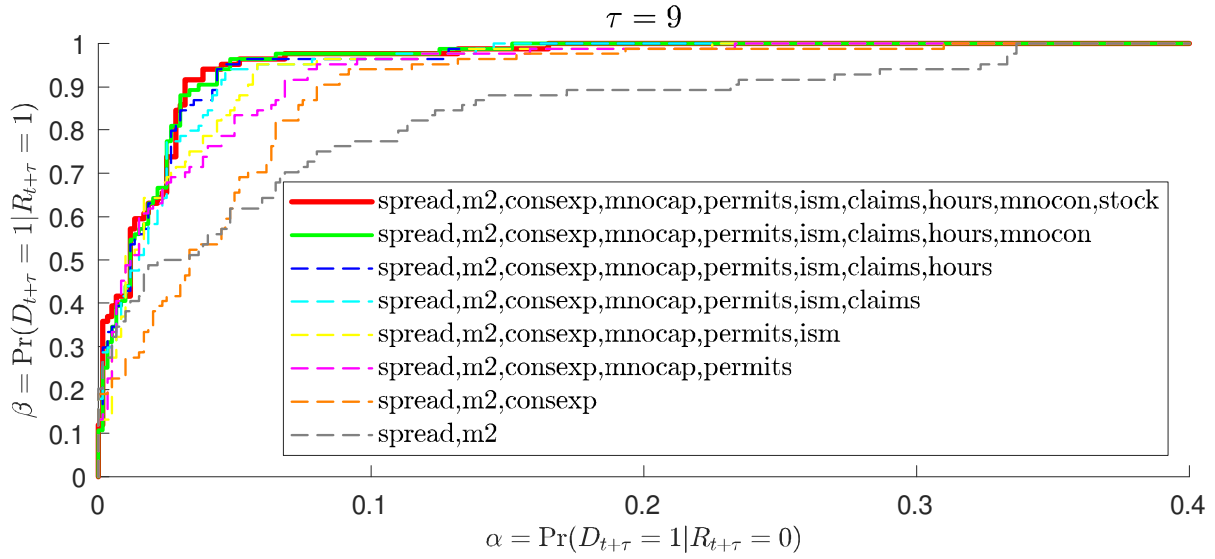 τ = 9
1
0.9
0.8
0.7
0.6
0.5
0.4
0.3
0.2
0.1
0
β = Pr(D_{t+τ} = 1|R_{t+τ} = 1)
spread,m2,consexp,mnocap,permits,ism,claims,hours,mnocon,stock
spread,m2,consexp,mnocap,permits,ism,claims,hours,mnocon
spread,m2,consexp,mnocap,permits,ism,claims,hours
spread,m2,consexp,mnocap,permits,ism,claims
spread,m2,consexp,mnocap,permits,ism
spread,m2,consexp,mnocap,permits
spread,m2,consexp
spread,m2
0 0.1 0.2 0.3 0.4
α = Pr(D_{t+τ} = 1|R_{t+τ} = 0)